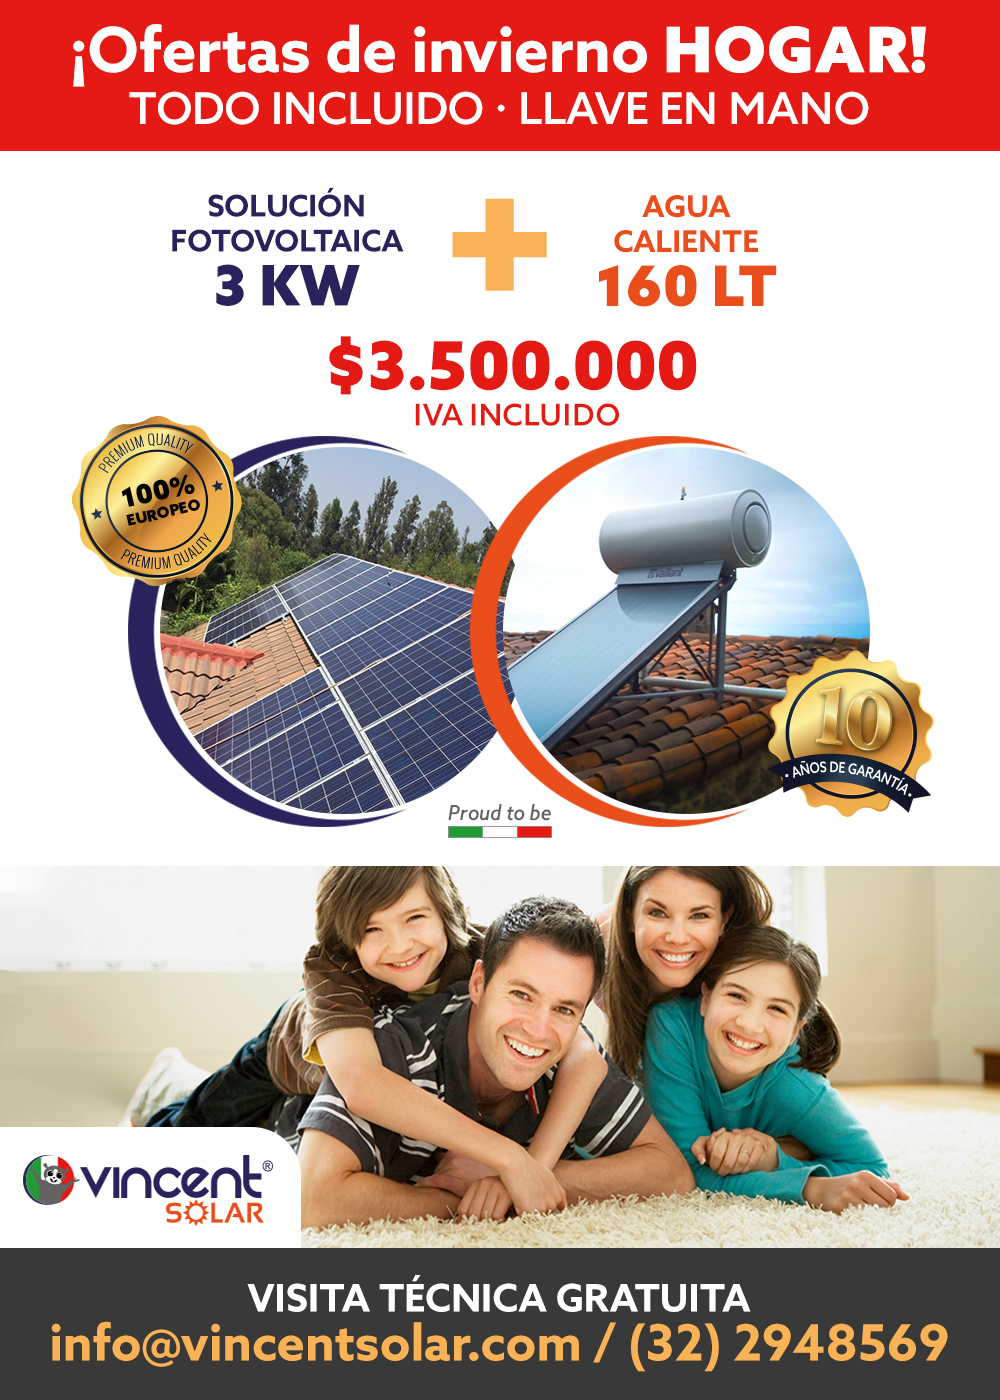 ¡Ofertas de invierno HOGAR!
TODO INCLUIDO · LLAVE EN MANO
SOLUCIÓN
FOTOVOLTAICA
3 KW
AGUA
CALIENTE
160 LT
$3.500.000
IVA INCLUIDO
PREMIUM QUALITY
100%
EUROPEO
PREMIUM QUALITY
Vaillant
10
· AÑOS DE GARANTÍA ·
Proud to be
vincent®
SOLAR
VISITA TÉCNICA GRATUITA
info@vincentsolar.com / (32) 2948569